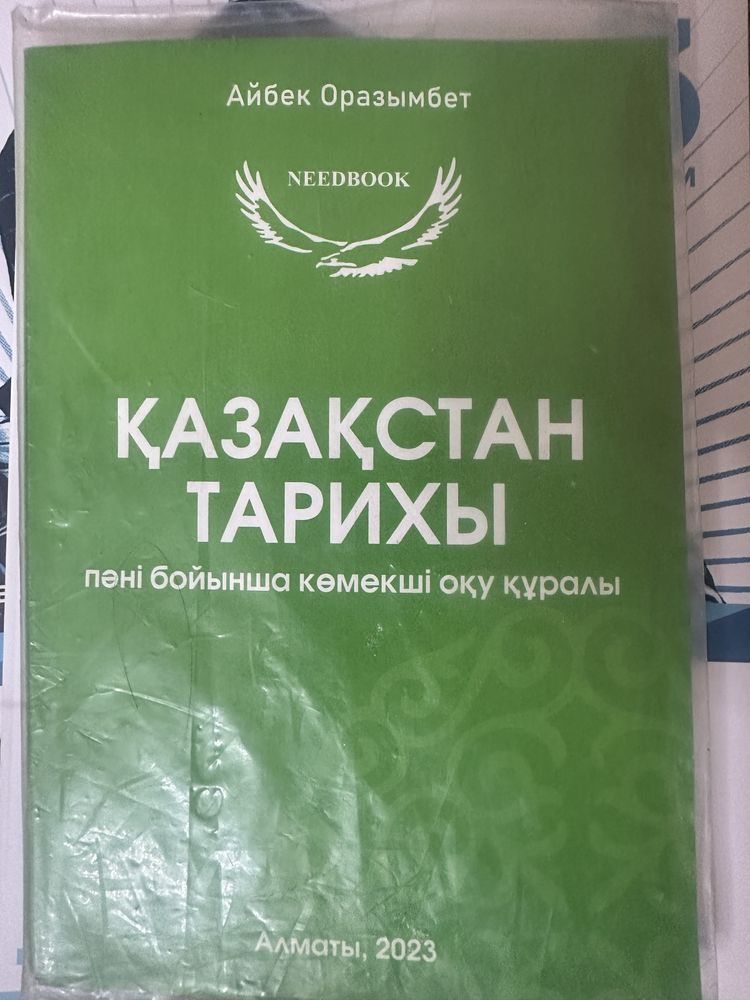 Айбек Оразымбет
NEEDBOOK
ҚАЗАҚСТАН
ТАРИХЫ
пәні бойынша көмекші оқу құралы
Алматы, 2023